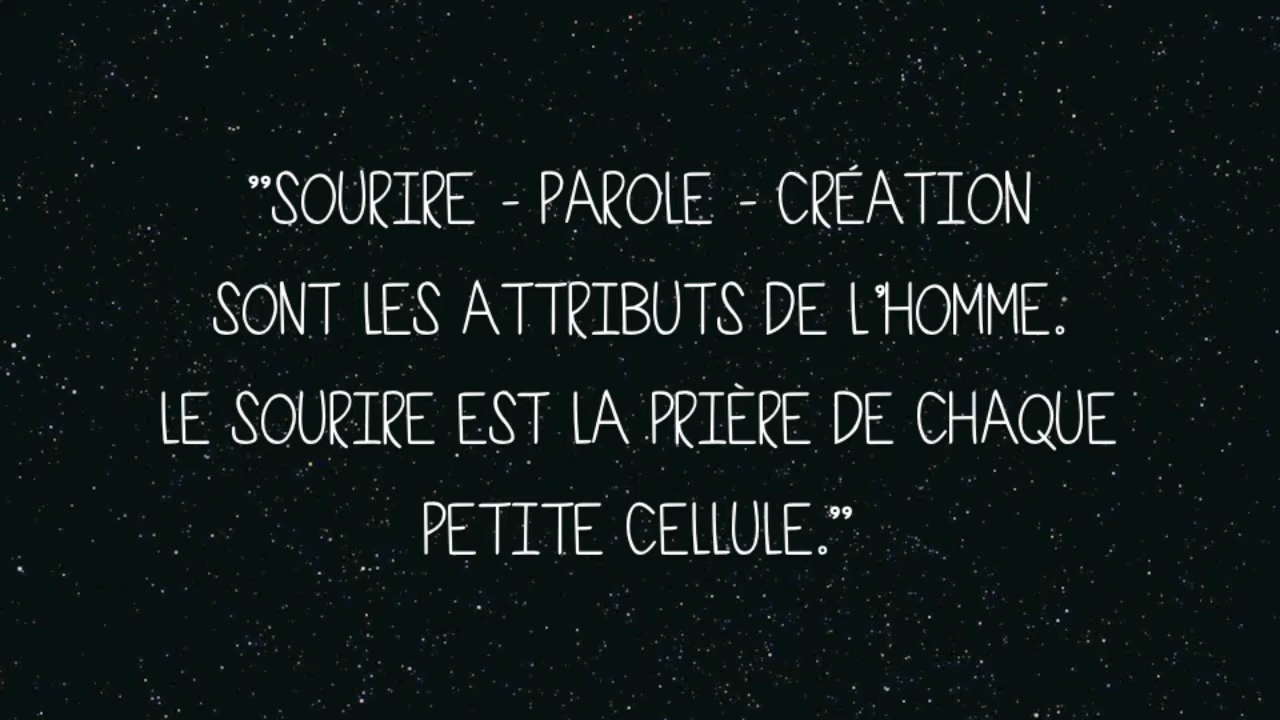 ”SOURIRE - PAROLE - CRÉATION
SONT LES ATTRIBUTS DE L’HOMME.
LE SOURIRE EST LA PRIÈRE DE CHAQUE
PETITE CELLULE.”